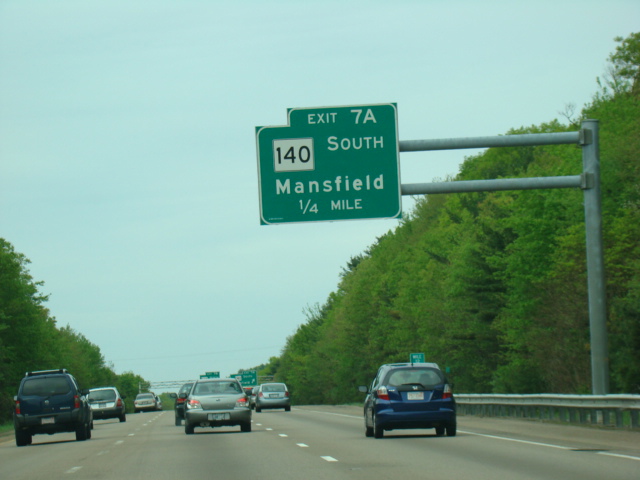 EXIT 7A
140 SOUTH
Mansfield
1/4 MILE